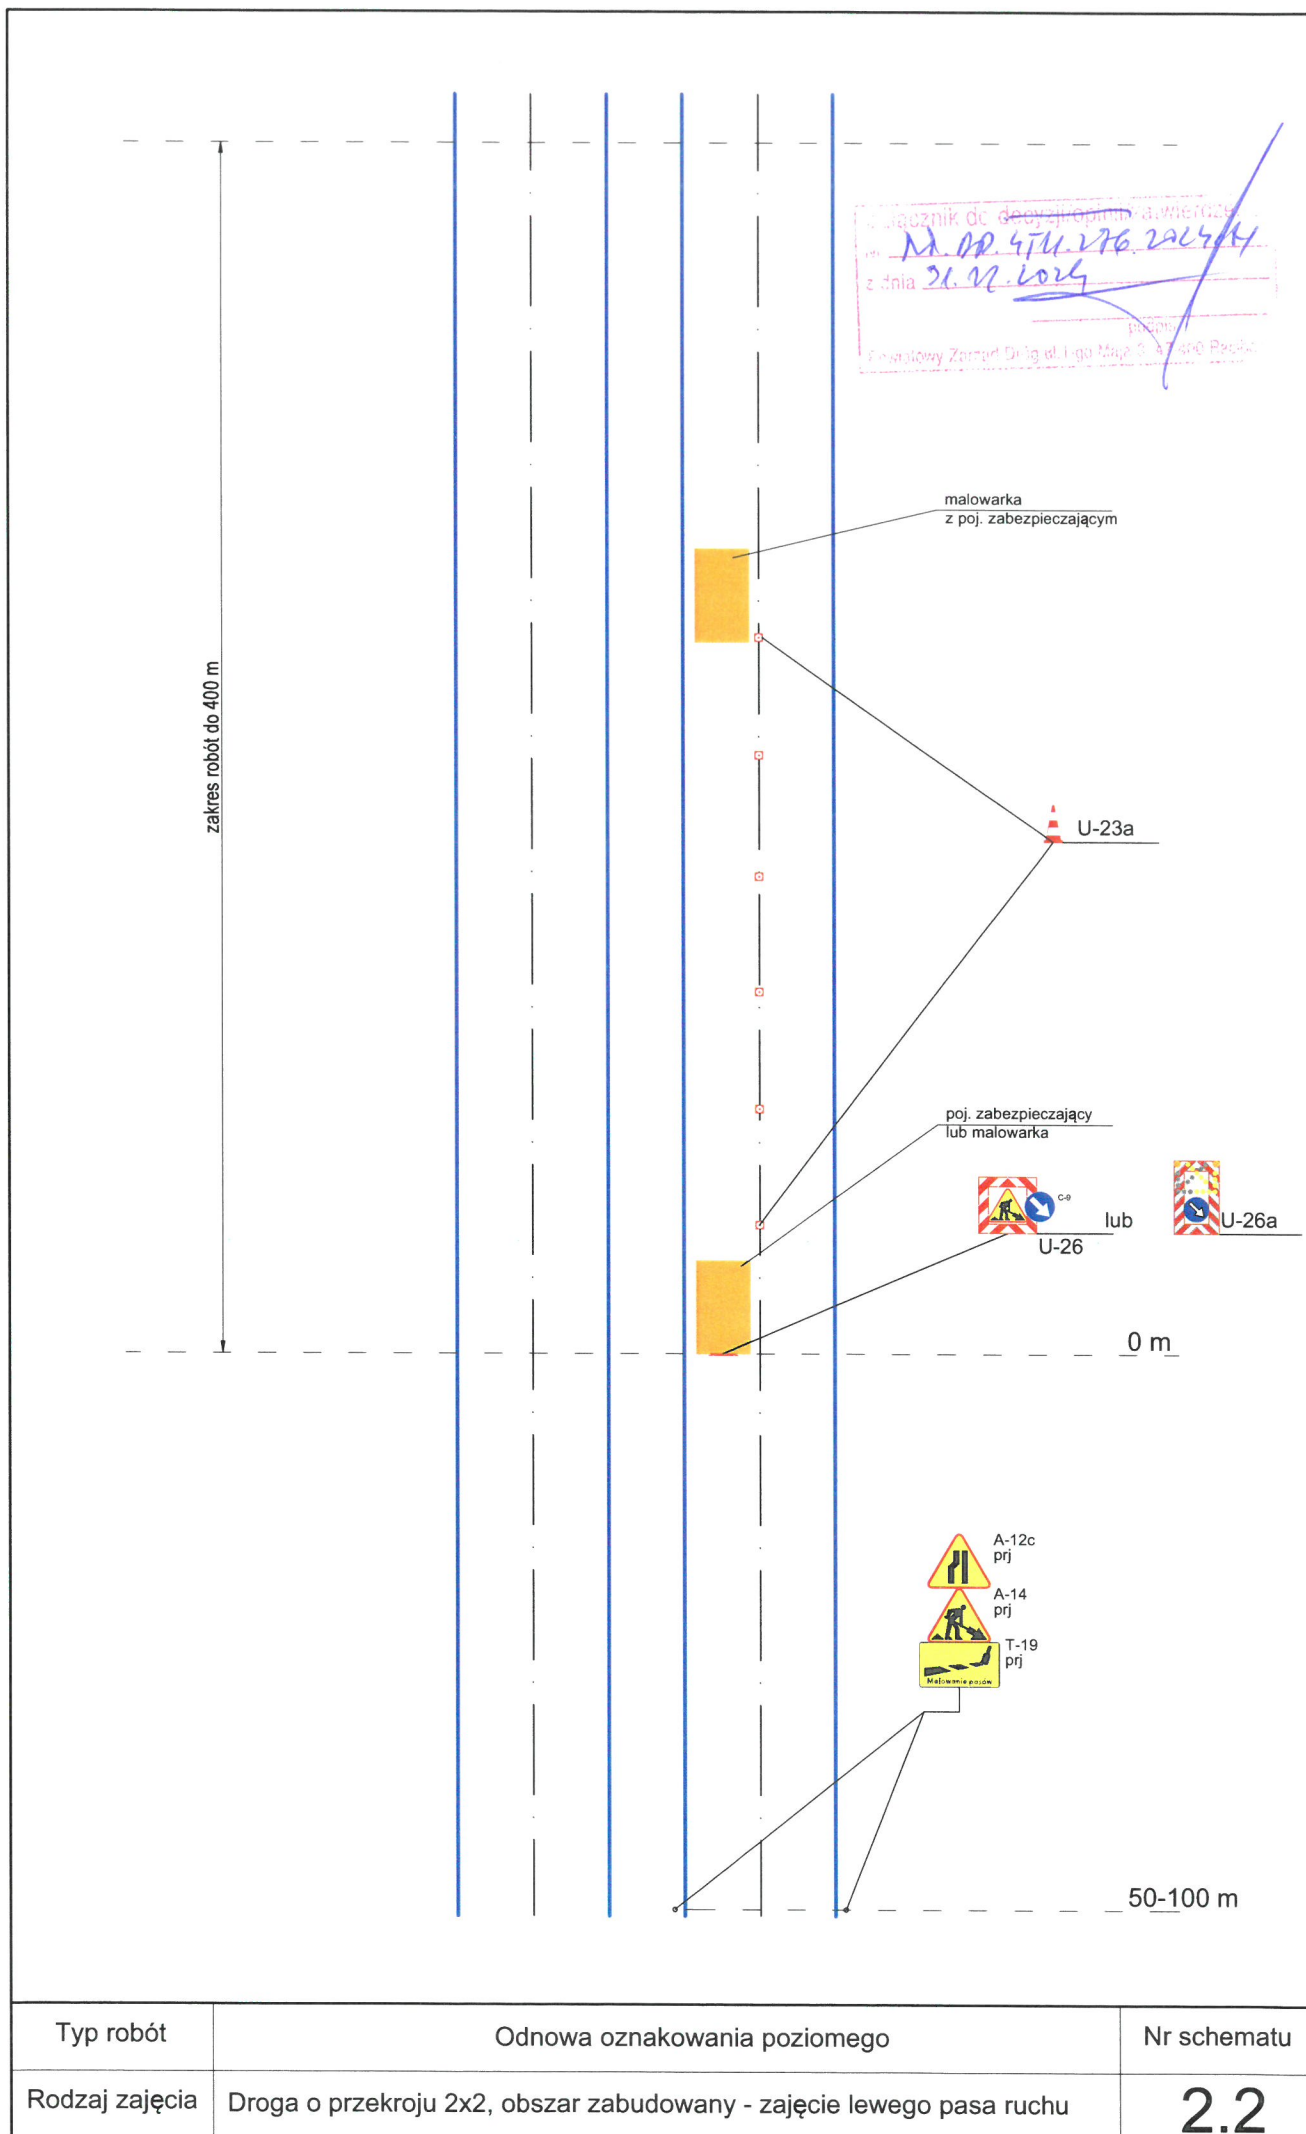 z dnia
podpis
malowarka
z poj. zabezpieczającym
zakres robót do 400 m
U-23a
poj. zabezpieczający
lub malowarka
C-9
lub
U-26
U-26a
0 m
A-12c
prj
A-14
prj
T-19
prj
Malowanie pasów
50-100 m
Typ robót
Odnowa oznakowania poziomego
Nr schematu
Rodzaj zajęcia
Droga o przekroju 2x2, obszar zabudowany - zajęcie lewego pasa ruchu
2.2